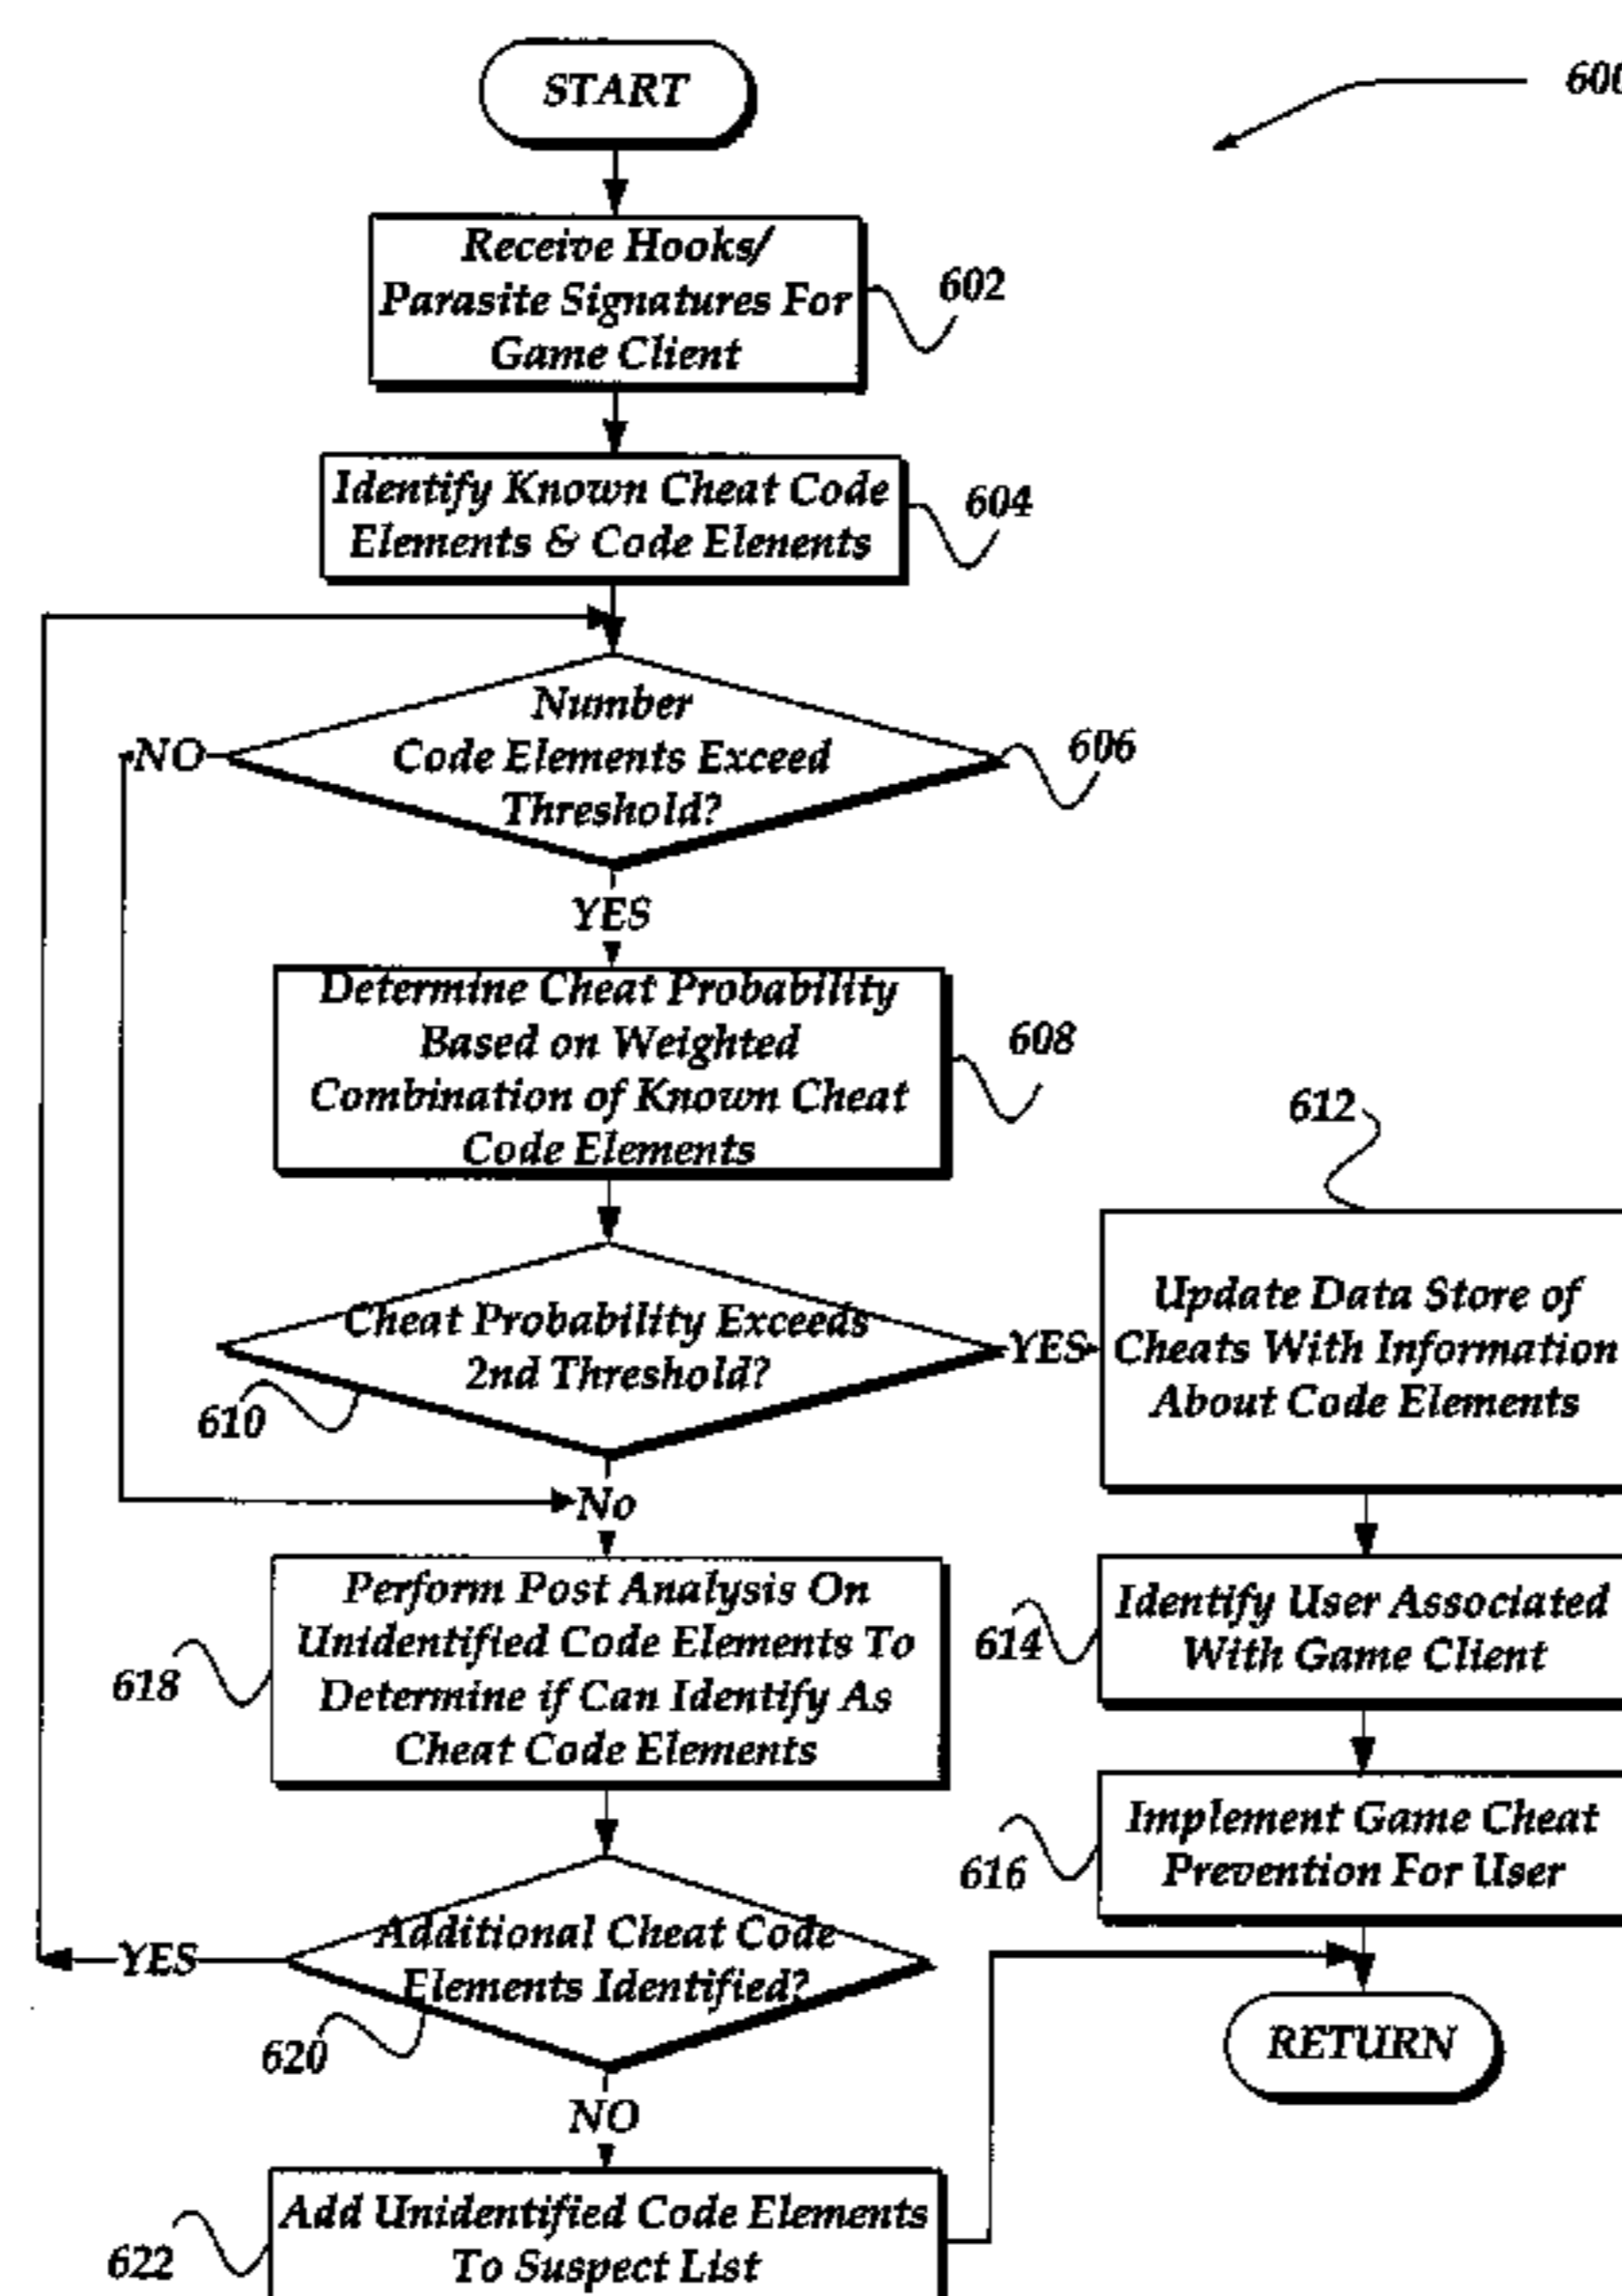 START
600
Receive Hooks/
Parasite Signatures For
Game Client
602
Identify Known Cheat Code
Elements & Code Elenents
604
Number
Code Elements Exceed
Threshold?
606
NO
YES
Determine Cheat Probability
Based on Weighted
Combination of Known Cheat
Code Elements
608
612
Cheat Probability Exceeds
2nd Threshold?
610
YES
Update Data Store of
Cheats With Information
About Code Elements
No
Perform Post Analysis On
Unidentified Code Elements To
Determine if Can Identify As
Cheat Code Elements
618
Identify User Associated
With Game Client
614
Implement Game Cheat
Prevention For User
616
Additional Cheat Code
Elements Identified?
620
YES
NO
RETURN
Add Unidentified Code Elements
To Suspect List
622